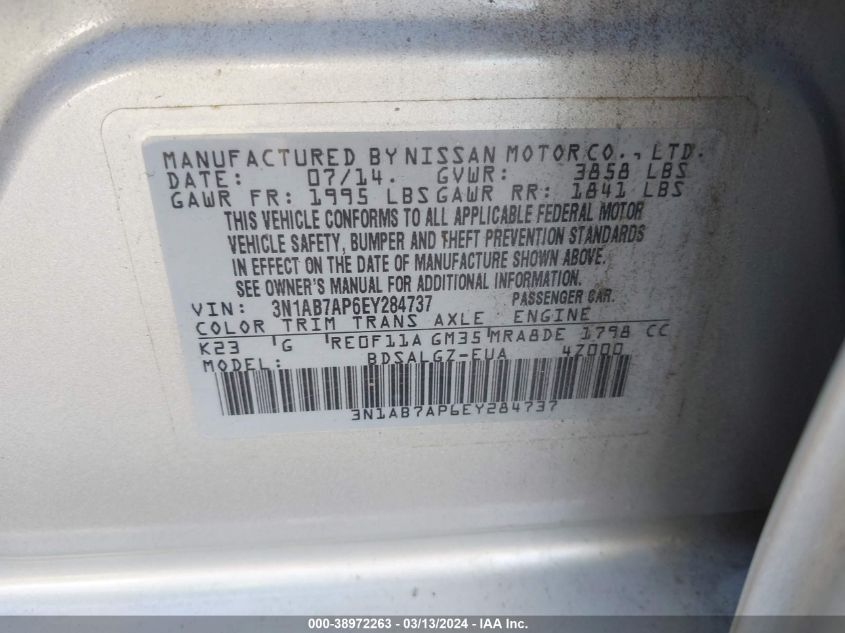 MANUFACTURED BY NISSAN MOTOR CO., LTD.
DATE: 07/14. GVWR: 3858 LBS
GAWR FR: 1995 LBS GAWR RR: 1841 LBS
THIS VEHICLE CONFORMS TO ALL APPLICABLE FEDERAL MOTOR
VEHICLE SAFETY, BUMPER AND THEFT PREVENTION STANDARDS
IN EFFECT ON THE DATE OF MANUFACTURE SHOWN ABOVE.
SEE OWNER'S MANUAL FOR ADDITIONAL INFORMATION.
VIN: 3N1AB7AP6EY284737 PASSENGER CAR.
COLOR TRIM TRANS AXLE ENGINE
K23 G RE0F11A GM35 MRA8DE 1798 CC
MODEL: BDSALGZ-EUA 47000
3N1AB7AP6EY284737
000-38972263 - 03/13/2024 - IAAI.COM